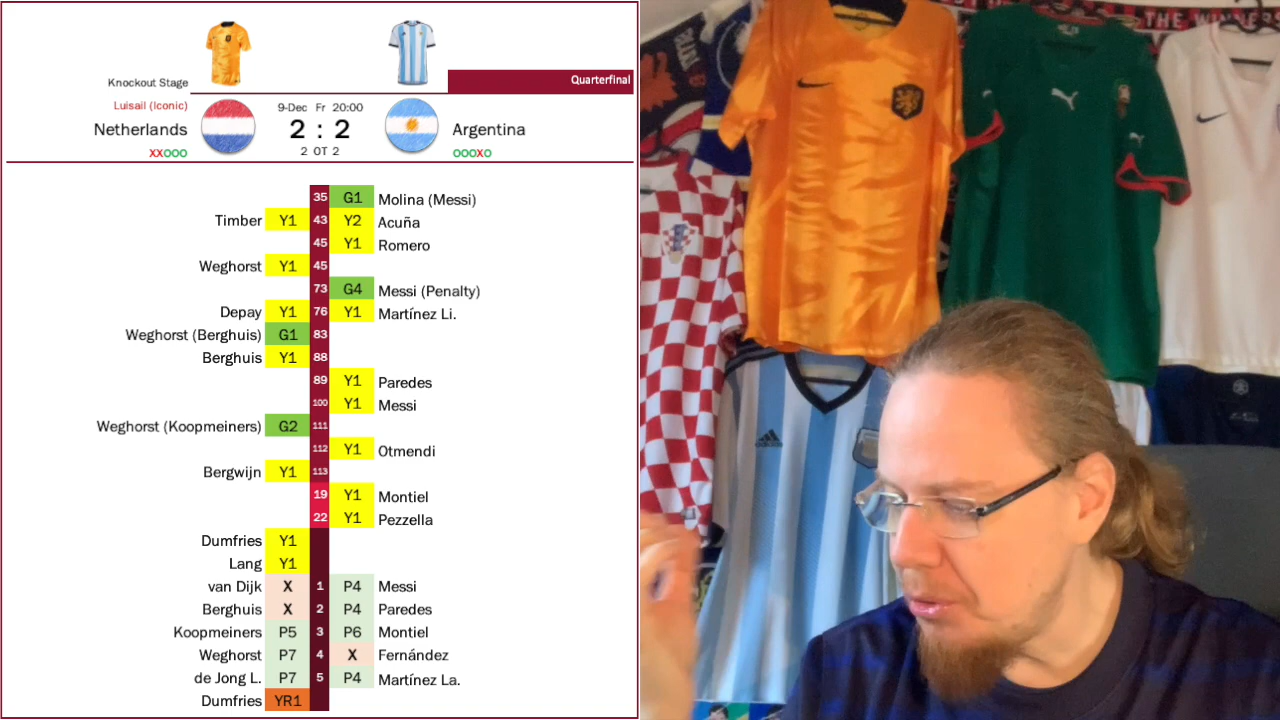 Knockout Stage
Quarterfinal
Luisail (Iconic)
9-Dec Fr 20:00
Netherlands 2 : 2 Argentina
XXOOO 2 OT 2 OOOXO
35 G1 Molina (Messi)
Timber Y1 43 Y2 Acuña
45 Y1 Romero
Weghorst Y1 45
73 G4 Messi (Penalty)
Depay Y1 76 Y1 Martínez Li.
Weghorst (Berghuis) G1 83
Berghuis Y1 88
89 Y1 Paredes
100 Y1 Messi
Weghorst (Koopmeiners) G2 111
112 Y1 Otmendi
Bergwijn Y1 113
19 Y1 Montiel
22 Y1 Pezzella
Dumfries Y1
Lang Y1
van Dijk X 1 P4 Messi
Berghuis X 2 P4 Paredes
Koopmeiners P5 3 P6 Montiel
Weghorst P7 4 X Fernández
de Jong L. P7 5 P4 Martínez La.
Dumfries YR1
THE WINNERS